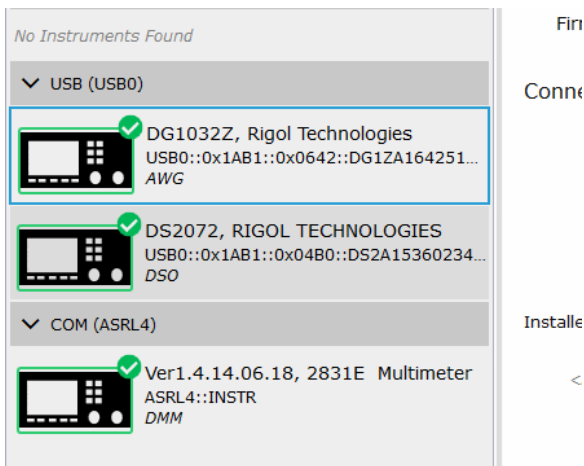 No Instruments Found
Firr
USB (USB0)
Conne
DG1032Z, Rigol Technologies
USB0::0x1AB1::0x0642::DG1ZA164251...
AWG
DS2072, RIGOL TECHNOLOGIES
USB0::0x1AB1::0x04B0::DS2A15360234...
DSO
COM (ASRL4)
Installe
Ver1.4.14.06.18, 2831E  Multimeter
<
ASRL4::INSTR
DMM